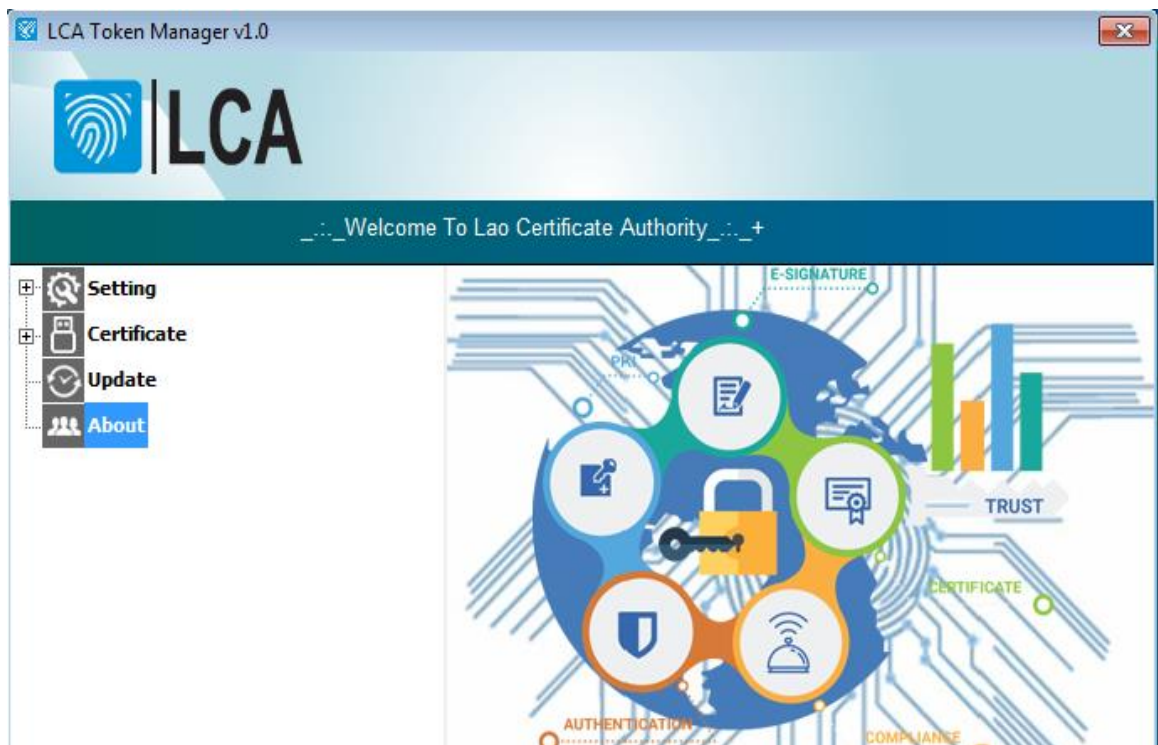 LCA Token Manager v1.0
LCA
_.:._Welcome To Lao Certificate Authority_.:._+
Setting
Certificate
Update
About
E-SIGNATURE
PKI
TRUST
CERTIFICATE
AUTHENTICATION
COMPLIANCE